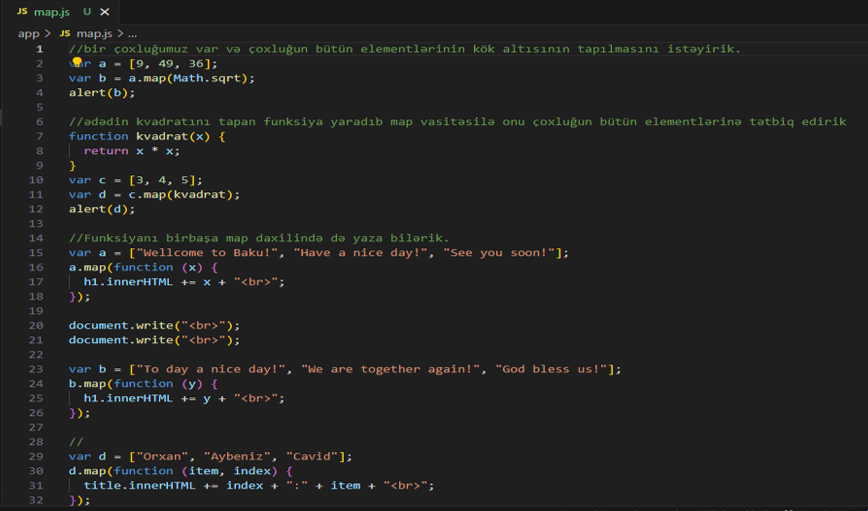 JS map.js U ×
app > JS map.js > ...
1 //bir çoxluğumuz var və çoxluğun bütün elementlərinin kök altısının tapılmasını istəyirik.
2 var a = [9, 49, 36];
3 var b = a.map(Math.sqrt);
4 alert(b);
5
6 //ədədin kvadratını tapan funksiya yaradıb map vasitəsilə onu çoxluğun bütün elementlərinə tətbiq edirik
7 function kvadrat(x) {
8 return x * x;
9 }
10 var c = [3, 4, 5];
11 var d = c.map(kvadrat);
12 alert(d);
13
14 //Funksiyanı birbaşa map daxilində də yaza bilərik.
15 var a = ["Wellcome to Baku!", "Have a nice day!", "See you soon!"];
16 a.map(function (x) {
17 h1.innerHTML += x + "<br>";
18 });
19
20 document.write("<br>");
21 document.write("<br>");
22
23 var b = ["To day a nice day!", "We are together again!", "God bless us!"];
24 b.map(function (y) {
25 h1.innerHTML += y + "<br>";
26 });
27
28 //
29 var d = ["Orxan", "Aybeniz", "Cavid"];
30 d.map(function (item, index) {
31 title.innerHTML += index + ":" + item + "<br>";
32 });